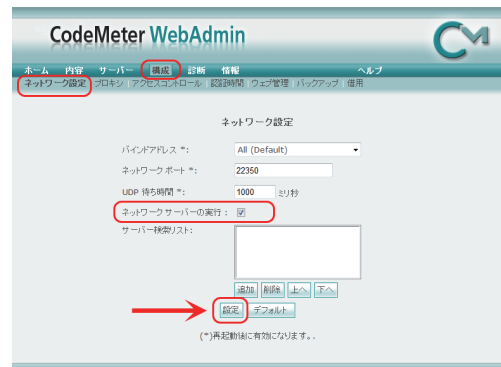 CodeMeter WebAdmin
ホーム 内容 サーバー 構成 診断 情報 ヘルプ
ネットワーク設定 | プロキシ | アクセスコントロール | 認証時間 | ウェブ管理 | バックアップ | 借用
ネットワーク設定
バインドアドレス *: All (Default)
ネットワークポート *: 22350
UDP 待ち時間 *: 1000 ミリ秒
ネットワークサーバーの実行:
サーバー検索リスト:
追加 削除 上へ 下へ
設定 デフォルト
(*)再起動後に有効になります。.